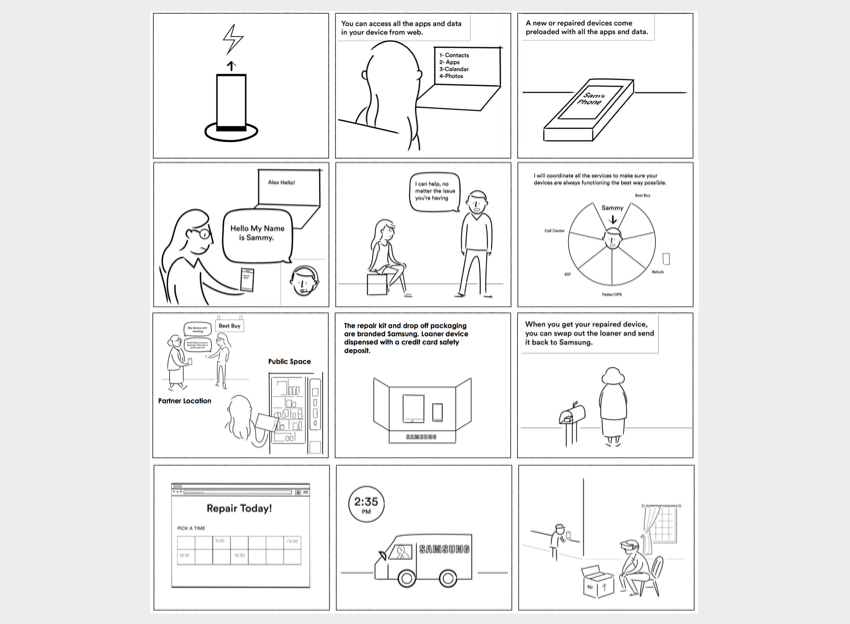 You can access all the apps and data
in your device from web.
1- Contacts
2- Apps
3-Calandar
4-Photos
A new or repaired devices come
preloaded with all the apps and data.
Sam's
Phone
Alex Hello!
Hello My Name
is Sammy.
I can help, no
matter the issue
you're having
I will coordinate all the services to make sure your
devices are always functioning the best way possible.
Best Buy
Sammy
Call Center
Refurb
Fedex/UPS
My device isn't
working
Best Buy
Public Space
Partner Location
The repair kit and drop off packaging
are branded Samsung. Loaner device
dispensed with a credit card safety
deposit.
SAMSUNG
When you get your repaired device,
you can swap out the loaner and send
it back to Samsung.
Repair Today!
PICK A TIME
2:35
PM
SAMSUNG